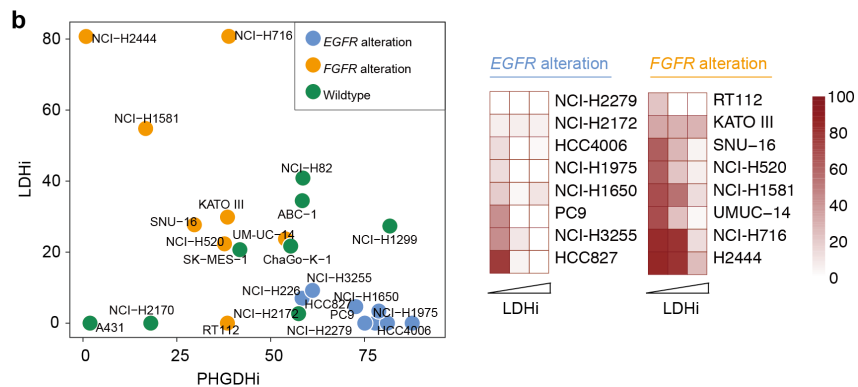 b
LDHi
80
60
40
20
0
0
25
50
75
PHGDHi
EGFR alteration
FGFR alteration
Wildtype
NCI−H2444
NCI−H716
NCI−H1581
NCI−H82
KATO III
ABC−1
SNU−16
UM−UC−14
NCI−H1299
NCI−H520
SK−MES−1
ChaGo−K−1
NCI−H3255
NCI−H226
NCI−H1650
HCC827
NCI−H2170
NCI−H2172
PC9
NCI−H1975
A431
RT112
NCI−H2279
HCC4006
EGFR alteration
NCI-H2279
NCI-H2172
HCC4006
NCI-H1975
NCI-H1650
PC9
NCI-H3255
HCC827
LDHi
FGFR alteration
RT112
KATO III
SNU−16
NCI-H520
NCI-H1581
UMUC−14
NCI-H716
H2444
LDHi
100
80
60
40
20
0